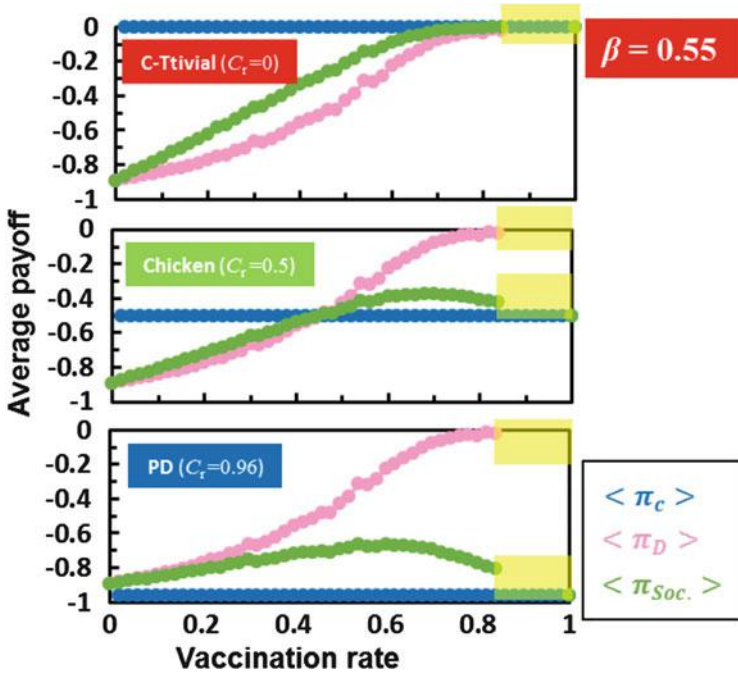 0
-0.2
-0.4
-0.6
-0.8
-1
C-Ttivial (Cr=0)
β = 0.55
0
-0.2
-0.4
-0.6
-0.8
-1
Chicken (Cr=0.5)
Average payoff
0
-0.2
-0.4
-0.6
-0.8
-1
PD (Cr=0.96)
0 0.2 0.4 0.6 0.8 1
Vaccination rate
< πc >
< πD >
< πSoc. >